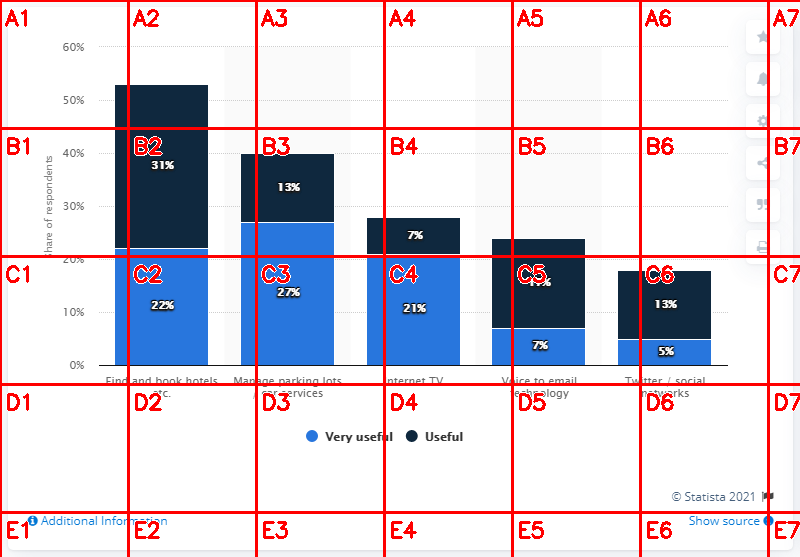 A1 A2 A3 A4 A5 A6 A7
60%
50%
B1 B2 B3 B4 B5 B6 B7
40%
31%
13%
Share of respondents
30%
7%
20%
C1 C2 C3 C4 C5 C6 C7
22%
27%
21%
13%
10%
7%
5%
0%
Find and book hotels etc.
Manage parking lots / car services
Internet TV
Voice to email technology
Twitter / social networks
D1 D2 D3 D4 D5 D6 D7
Very useful Useful
© Statista 2021
Additional Information
Show source
E1 E2 E3 E4 E5 E6 E7